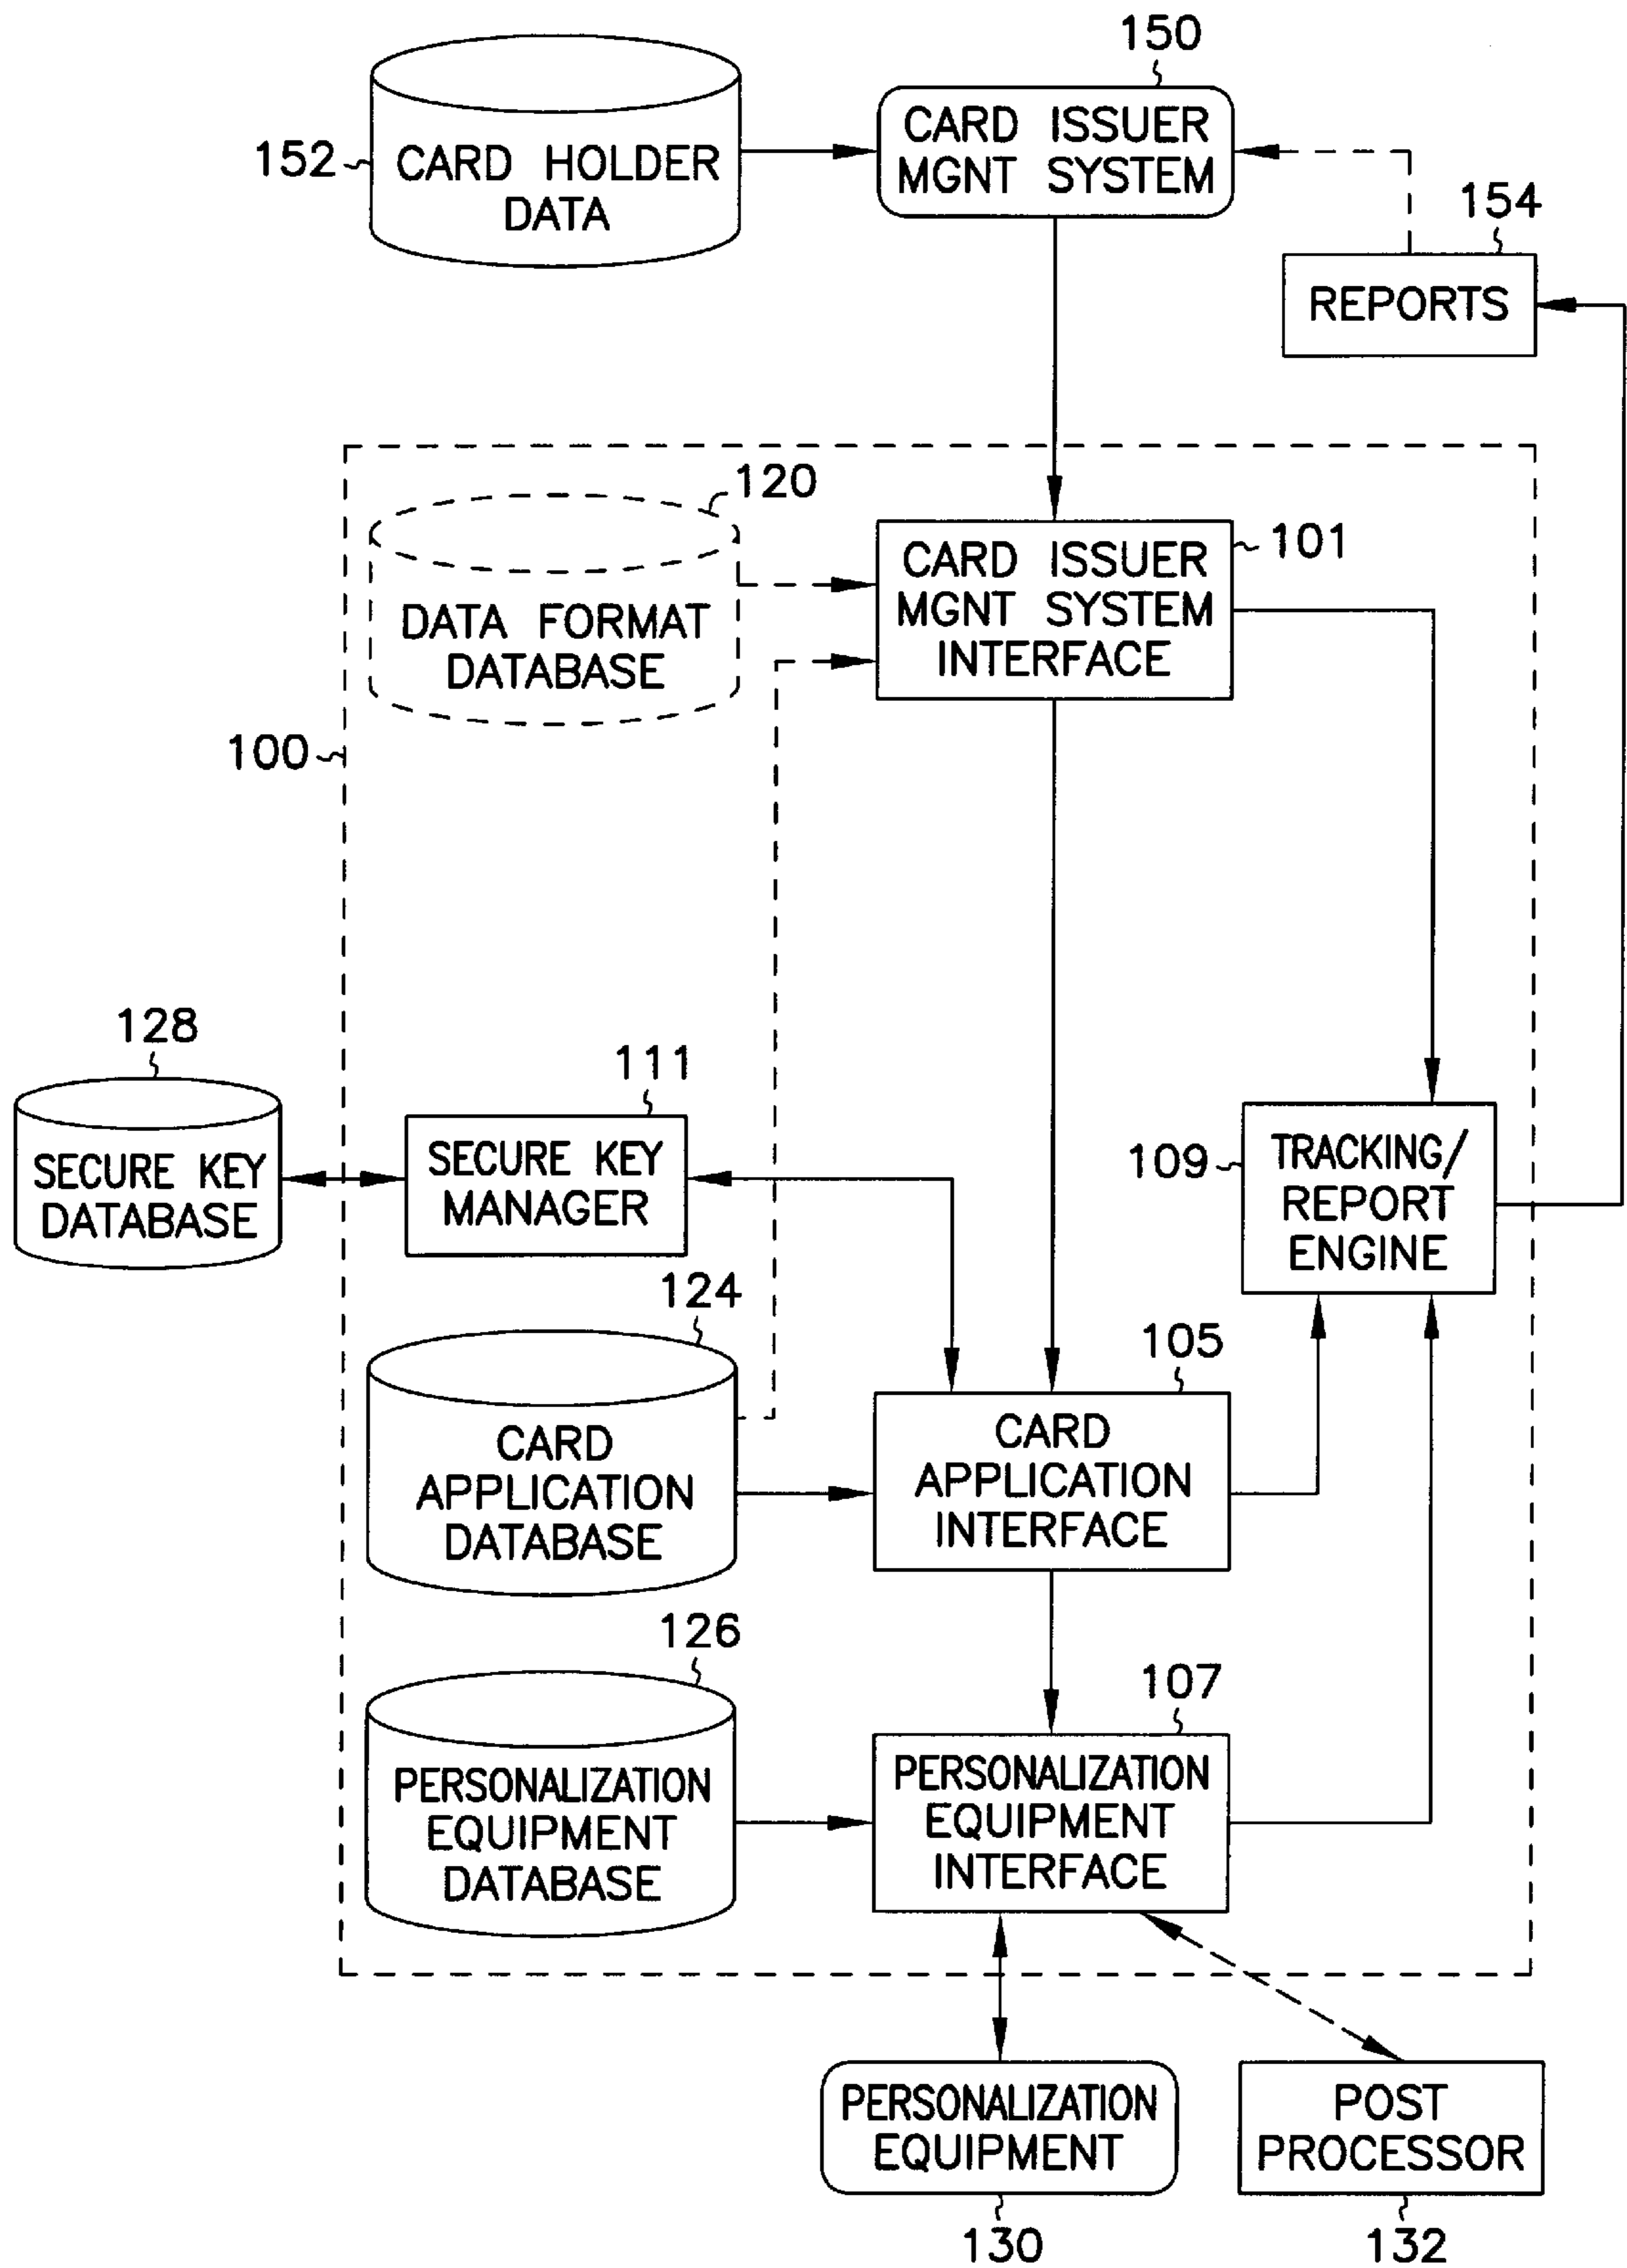 150
CARD ISSUER
MGNT SYSTEM
152
CARD HOLDER
DATA
154
REPORTS
120
DATA FORMAT
DATABASE
101
CARD ISSUER
MGNT SYSTEM
INTERFACE
100
128
SECURE KEY
DATABASE
111
SECURE KEY
MANAGER
109
TRACKING/
REPORT
ENGINE
124
CARD
APPLICATION
DATABASE
105
CARD
APPLICATION
INTERFACE
126
PERSONALIZATION
EQUIPMENT
DATABASE
107
PERSONALIZATION
EQUIPMENT
INTERFACE
PERSONALIZATION
EQUIPMENT
130
POST
PROCESSOR
132